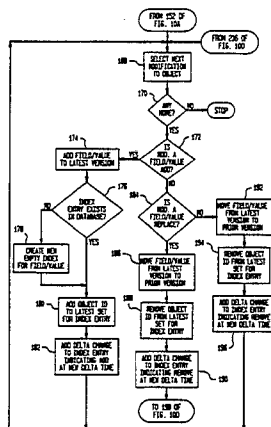 FROM 152 OF
FIG. 10A
FROM 236 OF
FIG. 10D
168
SELECT NEXT
MODIFICATION
TO OBJECT
170
ANY
MORE?
NO
STOP
YES
174
172
ADD FIELD/VALUE
TO LATEST VERSION
YES
IS
MOD. A
FIELD/VALUE
ADD?
176
NO
INDEX
ENTRY EXISTS
IN DATABASE?
184
192
IS
MOD. A
FIELD/VALUE
REPLACE?
NO
MOVE FIELD/VALUE
FROM LATEST
VERSION TO
PRIOR VERSION
NO
178
186
YES
194
CREATE NEW
EMPTY INDEX
FOR FIELD/VALUE
YES
MOVE FIELD/VALUE
FROM LATEST
VERSION TO
PRIOR VERSION
REMOVE OBJECT
ID FROM LATEST
SET FOR
INDEX ENTRY
180
188
196
ADD OBJECT ID
TO LATEST SET
FOR INDEX ENTRY
REMOVE OBJECT
ID FROM LATEST
SET FOR
INDEX ENTRY
ADD DELTA CHANGE
TO INDEX ENTRY
INDICATING REMOVE
AT NEW DELTA TIME
182
ADD DELTA CHANGE
TO INDEX ENTRY
INDICATING ADD
AT NEW DELTA TIME
190
ADD DELTA CHANGE
TO INDEX ENTRY
INDICATING REMOVE
AT NEW DELTA TIME
TO 198 OF
FIG. 10D